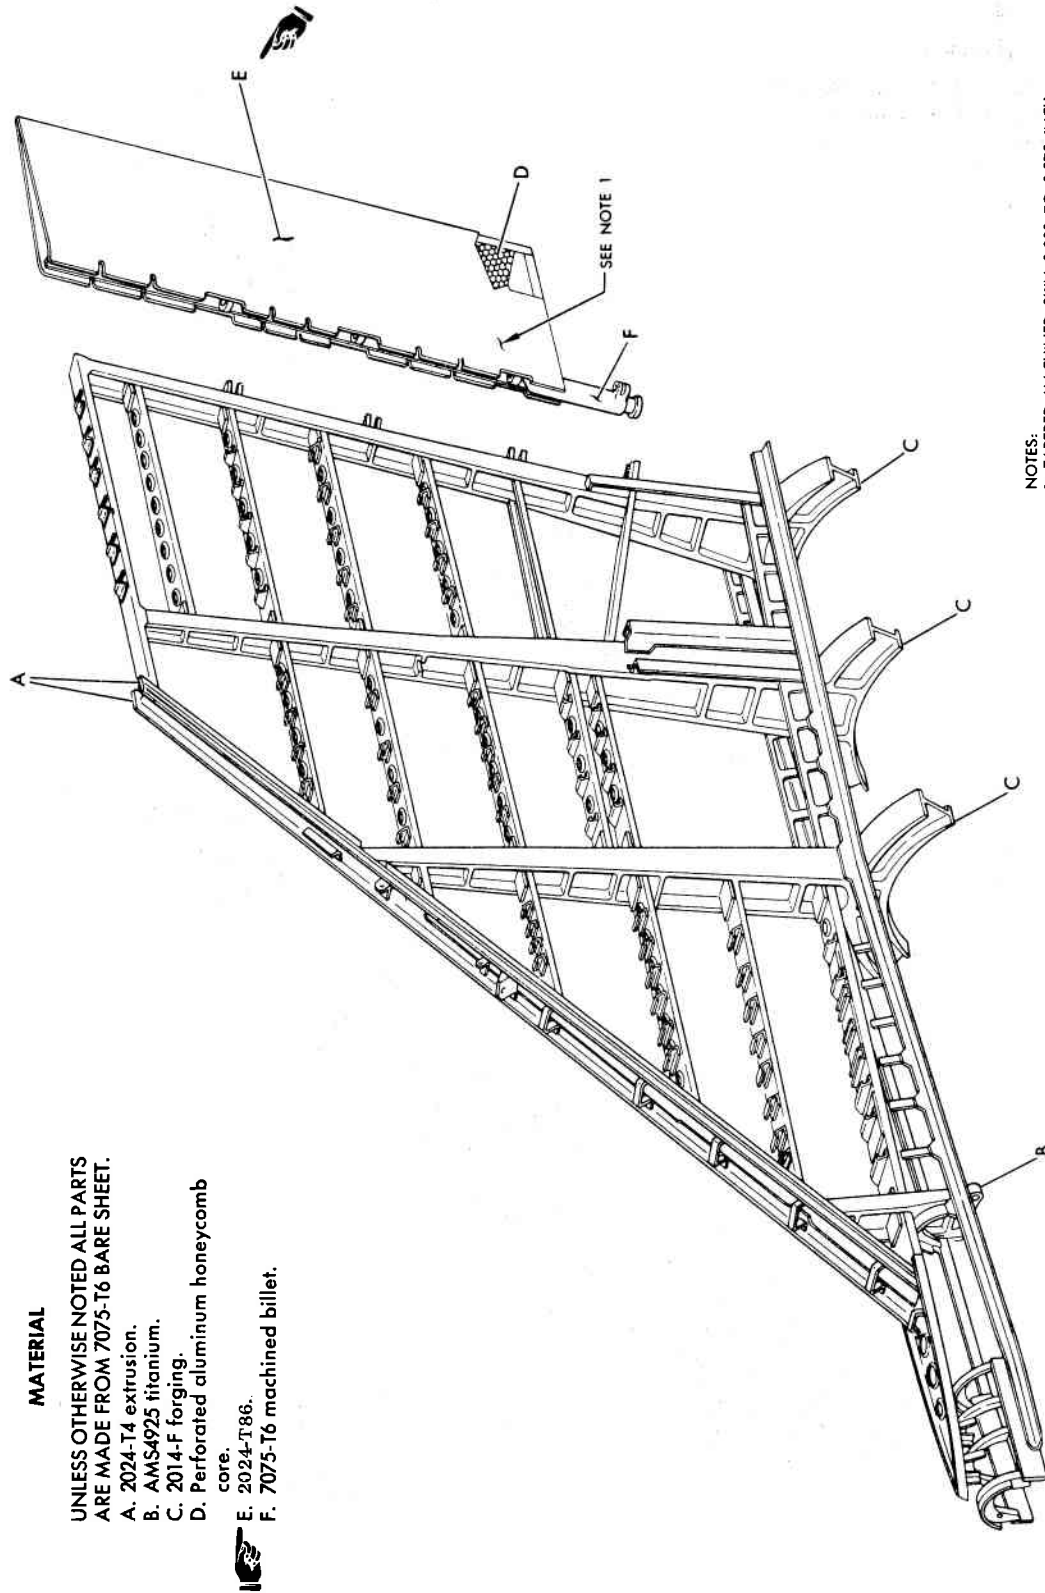 MATERIAL
UNLESS OTHERWISE NOTED ALL PARTS
ARE MADE FROM 7075-T6 BARE SHEET.
A. 2024-T4 extrusion.
B. AMS4925 titanium.
C. 2014-F forging.
D. Perforated aluminum honeycomb
core.
E. 2024-T86.
F. 7075-T6 machined billet.
A
E
D
SEE NOTE 1
F
C
C
C
B
NOTES: